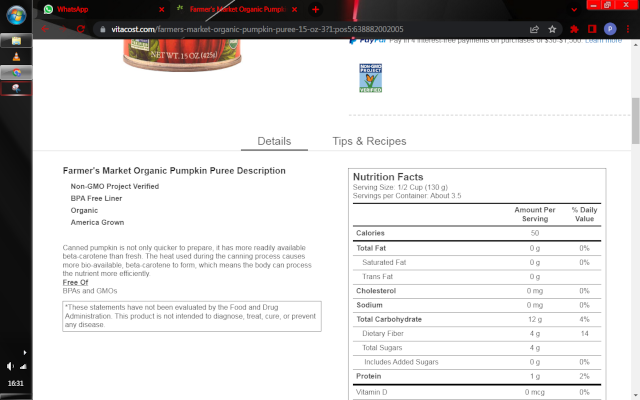 WhatsApp
Farmer's Market Organic Pumpkin
vitacost.com/farmers-market-organic-pumpkin-puree-15-oz-3?1:pos5:638882002005
PayPal Pay in 4 interest-free payments on purchases of $30-$1,500. Learn more
NET WT. 15 OZ (425g)
NON-GMO
PROJECT
VERIFIED
Details
Tips & Recipes
Farmer's Market Organic Pumpkin Puree Description
Non-GMO Project Verified
BPA Free Liner
Organic
America Grown
Canned pumpkin is not only quicker to prepare, it has more readily available
beta-carotene than fresh. The heat used during the canning process causes
more bio-available, beta carotene to form, which means the body can process
the nutrient more efficiently.
Free Of
BPAs and GMOs.
*These statements have not been evaluated by the Food and Drug
Administration. This product is not intended to diagnose, treat, cure, or prevent
any disease.
Nutrition Facts
Serving Size: 1/2 Cup (130 g)
Servings per Container: About 3.5
Amount Per Serving % Daily Value
Calories 50
Total Fat 0 g 0%
Saturated Fat 0 g 0%
Trans Fat 0 g
Cholesterol 0 mg 0%
Sodium 0 mg 0%
Total Carbohydrate 12 g 4%
Dietary Fiber 4 g 14
Total Sugars 4 g
Includes Added Sugars 0 g 0%
Protein 1 g 2%
Vitamin D 0 mcg 0%
16:31